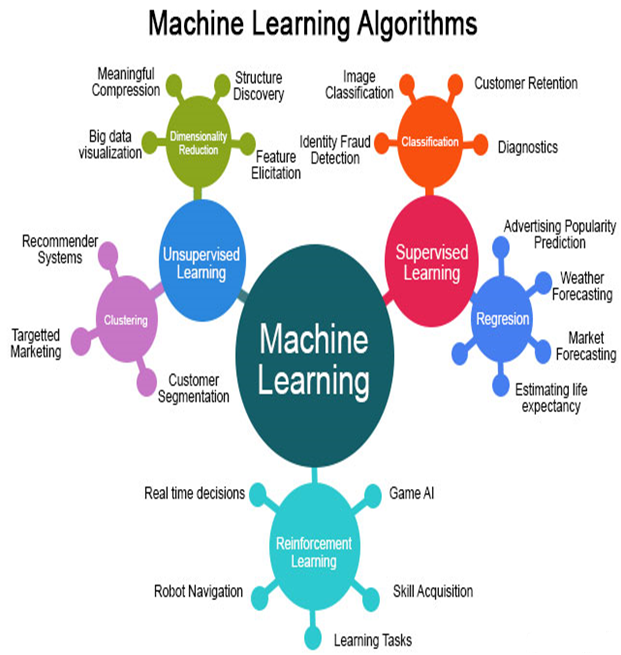 Machine Learning Algorithms
Meaningful
Compression
Structure
Discovery
Big data
visualization
Dimensionality
Reduction
Feature
Elicitation
Image
Classification
Customer Retention
Identity Fraud
Detection
Classification
Diagnostics
Recommender
Systems
Unsupervised
Learning
Clustering
Targetted
Marketing
Customer
Segmentation
Supervised
Learning
Advertising Popularity
Prediction
Weather
Forecasting
Regresion
Market
Forecasting
Estimating life
expectancy
Machine
Learning
Real time decisions
Game AI
Reinforcement
Learning
Robot Navigation
Skill Acquisition
Learning Tasks